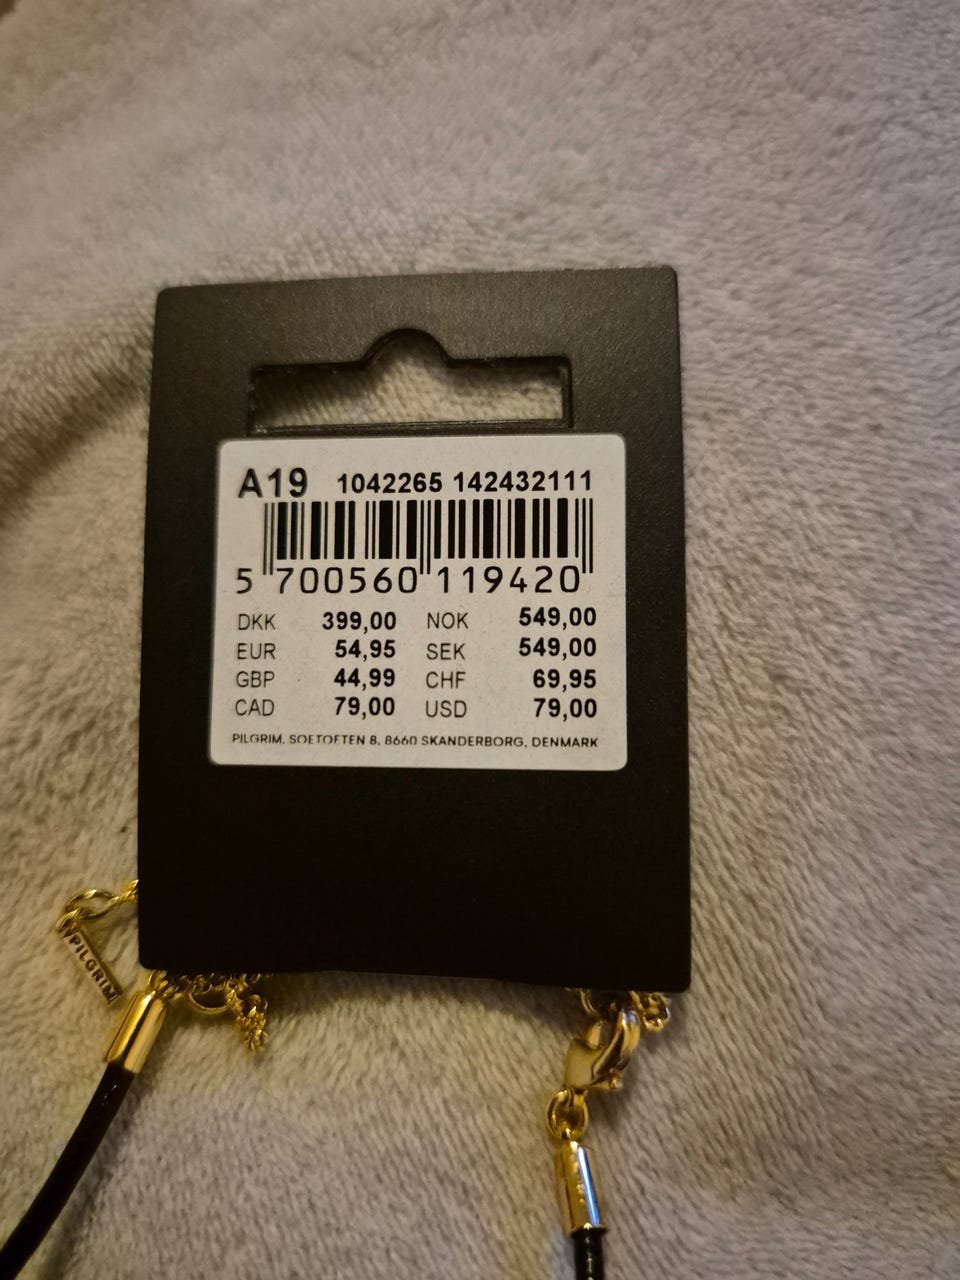 A19 1042265 142432111
5 700560 119420
DKK 399,00 NOK 549,00
EUR 54,95 SEK 549,00
GBP 44,99 CHF 69,95
CAD 79,00 USD 79,00
PILGRIM, SOETOFTEN 8, 8660 SKANDERBORG, DENMARK
PILGRIM